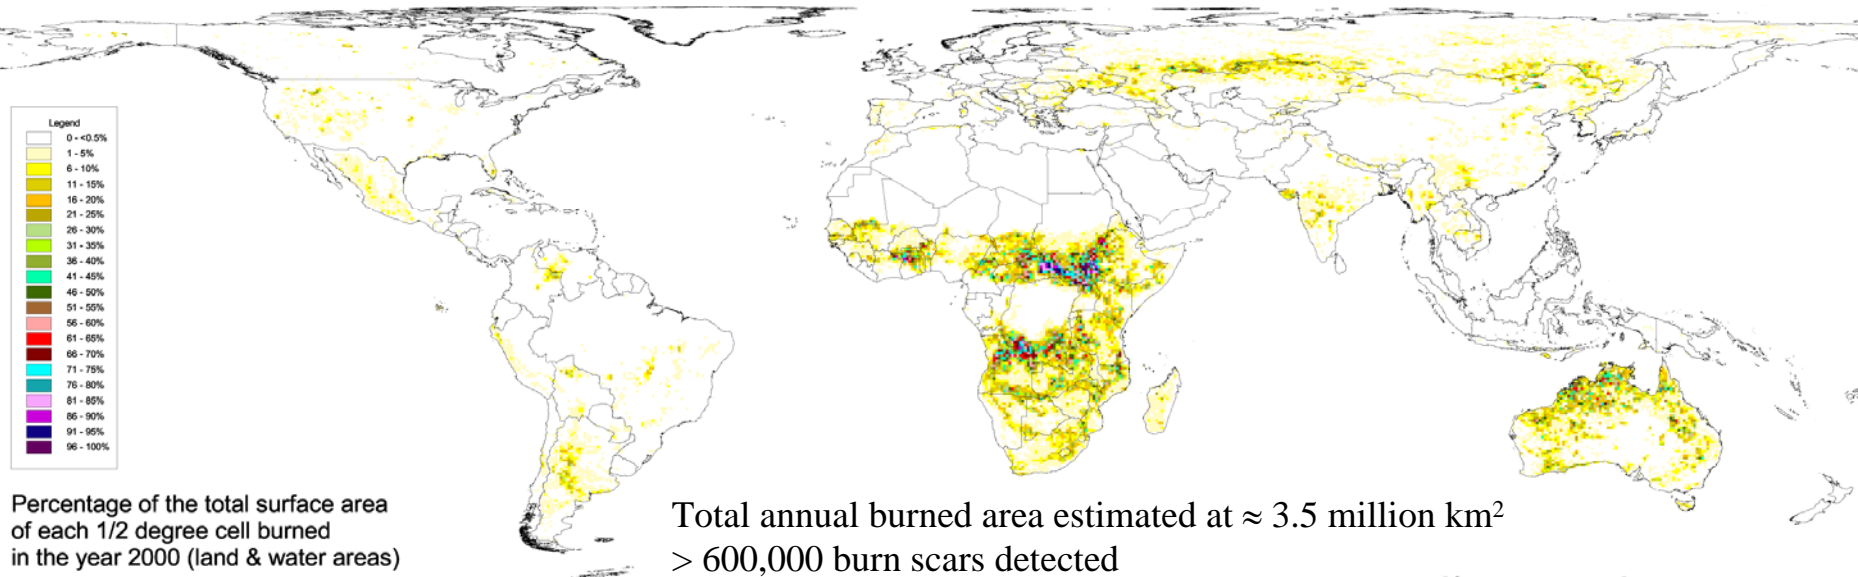 Legend
0 - <0.5%
1 - 5%
6 - 10%
11 - 15%
16 - 20%
21 - 25%
26 - 30%
31 - 35%
36 - 40%
41 - 45%
46 - 50%
51 - 55%
56 - 60%
61 - 65%
66 - 70%
71 - 75%
76 - 80%
81 - 85%
86 - 90%
91 - 95%
96 - 100%
Percentage of the total surface area
of each 1/2 degree cell burned
in the year 2000 (land & water areas)
Total annual burned area estimated at ≈ 3.5 million km²
> 600,000 burn scars detected